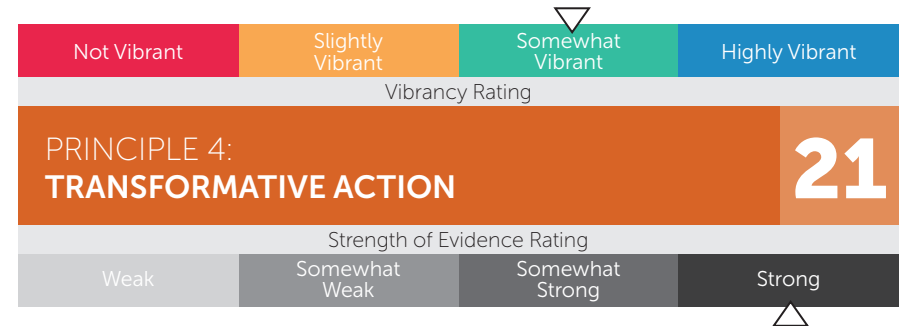 Not Vibrant
Slightly
Vibrant
Somewhat
Vibrant
Highly Vibrant
Vibrancy Rating
PRINCIPLE 4:
TRANSFORMATIVE ACTION
21
Strength of Evidence Rating
Weak
Somewhat
Weak
Somewhat
Strong
Strong